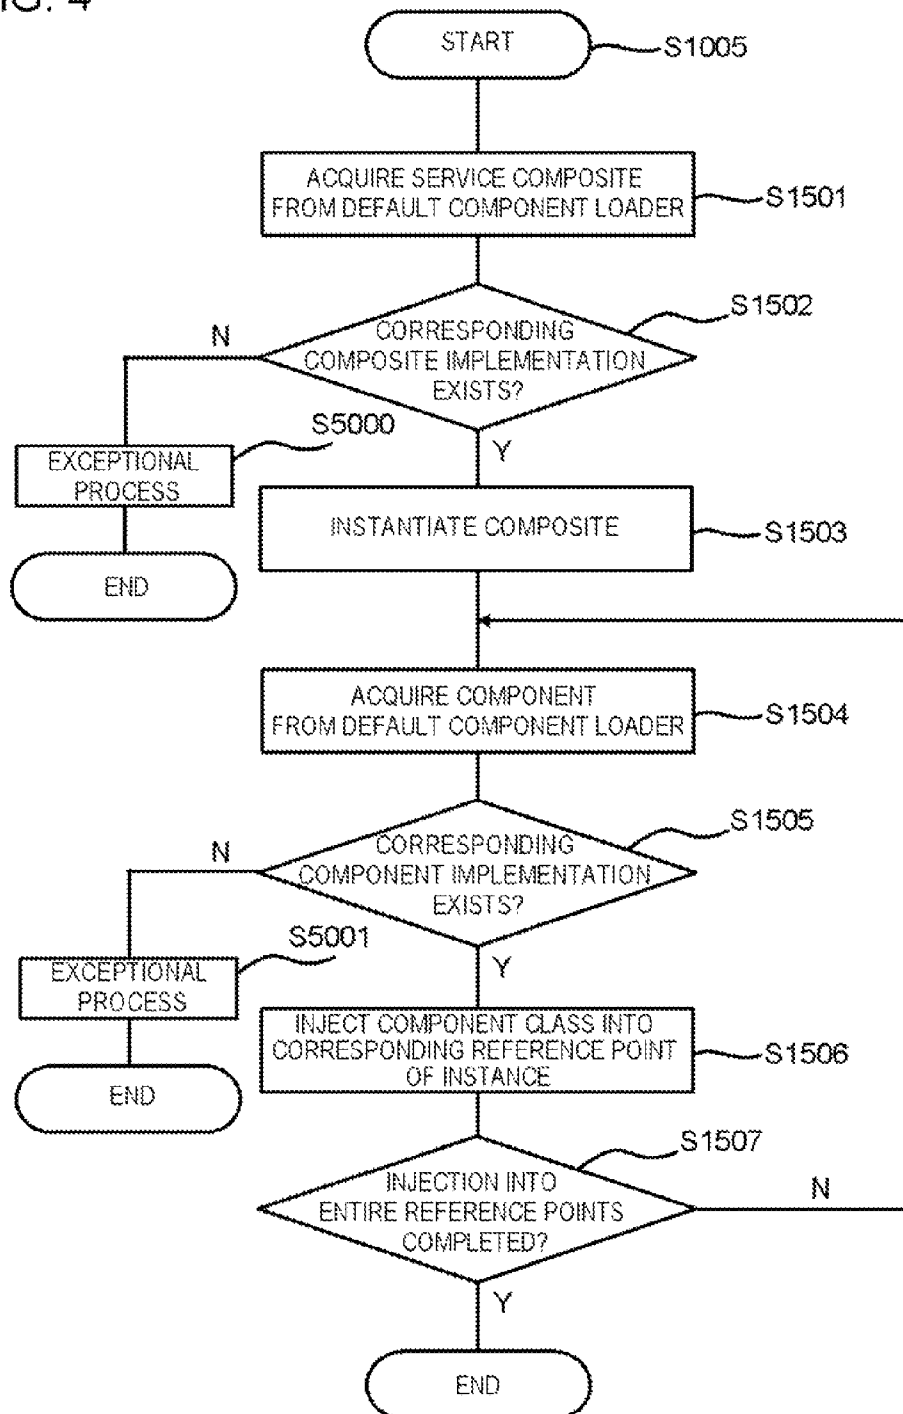 FIG. 4
START
S1005
ACQUIRE SERVICE COMPOSITE
FROM DEFAULT COMPONENT LOADER
S1501
S1502
CORRESPONDING
COMPOSITE IMPLEMENTATION
EXISTS?
N
Y
S5000
EXCEPTIONAL
PROCESS
END
INSTANTIATE COMPOSITE
S1503
ACQUIRE COMPONENT
FROM DEFAULT COMPONENT LOADER
S1504
S1505
CORRESPONDING
COMPONENT IMPLEMENTATION
EXISTS?
N
Y
S5001
EXCEPTIONAL
PROCESS
END
INJECT COMPONENT CLASS INTO
CORRESPONDING REFERENCE POINT
OF INSTANCE
S1506
S1507
INJECTION INTO
ENTIRE REFERENCE POINTS
COMPLETED?
N
Y
END